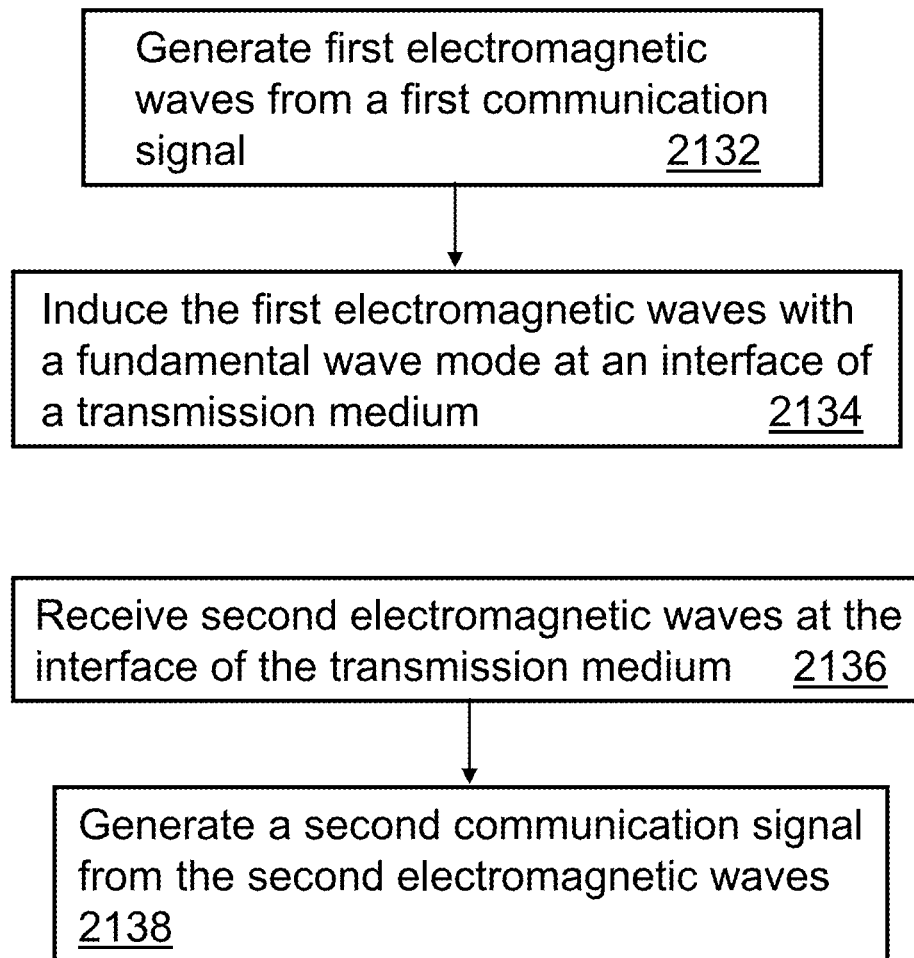 Generate first electromagnetic
waves from a first communication
signal 2132
Induce the first electromagnetic waves with
a fundamental wave mode at an interface of
a transmission medium 2134
Receive second electromagnetic waves at the
interface of the transmission medium 2136
Generate a second communication signal
from the second electromagnetic waves
2138